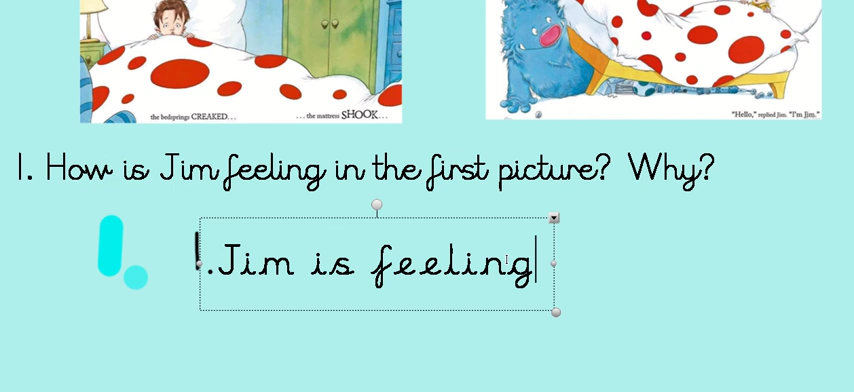 the bedsprings CREAKED...
...the mattress SHOOK...
"Hello," replied Jim. "I'm Jim."
1. How is Jim feeling in the first picture? Why?
1.Jim is feeling